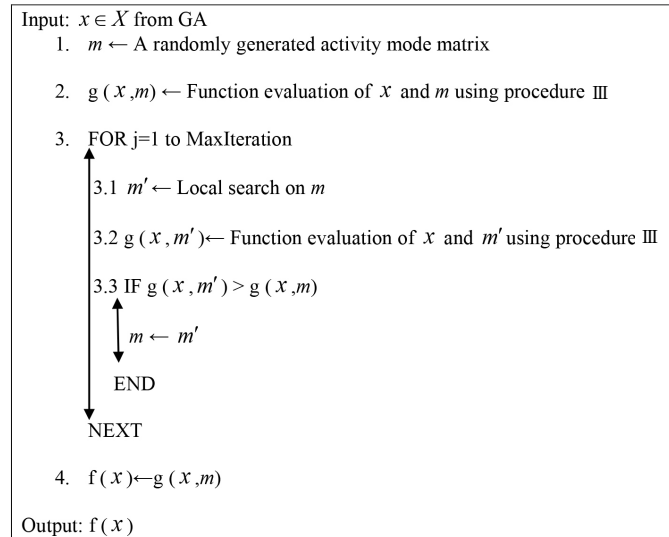 Input: x ∈ X from GA
1. m ← A randomly generated activity mode matrix
2. g ( x ,m) ← Function evaluation of x and m using procedure Ⅲ
3. FOR j=1 to MaxIteration
3.1 m′ ← Local search on m
3.2 g ( x , m′ )← Function evaluation of x and m′ using procedure Ⅲ
3.3 IF g ( x , m′ ) > g ( x ,m)
m ← m′
END
NEXT
4. f ( x )←g ( x ,m)
Output: f ( x )